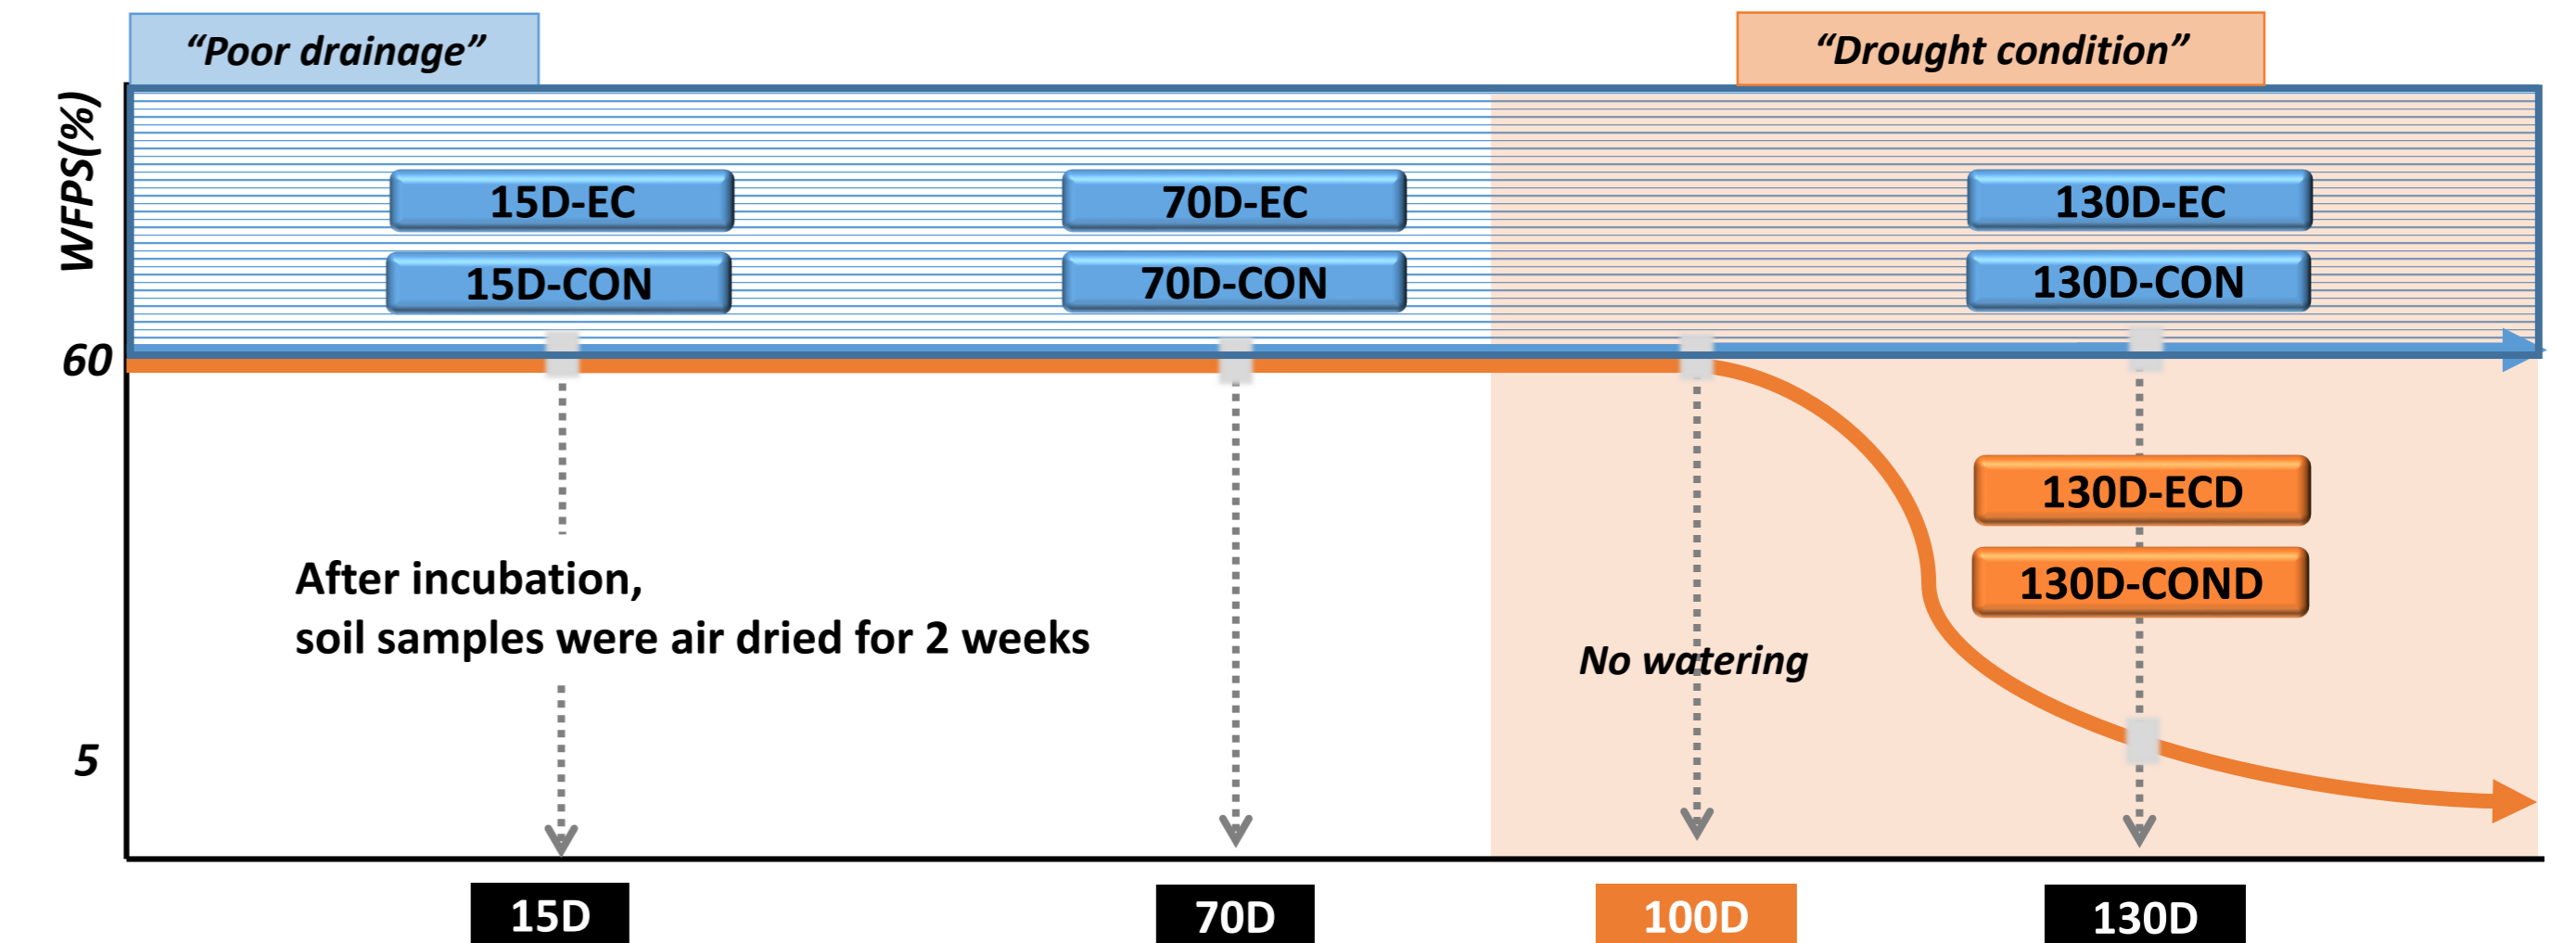 “Poor drainage”
“Drought condition”
WFPS(%)
15D-EC
70D-EC
130D-EC
15D-CON
70D-CON
130D-CON
60
130D-ECD
130D-COND
After incubation,
soil samples were air dried for 2 weeks
No watering
5
15D
70D
100D
130D